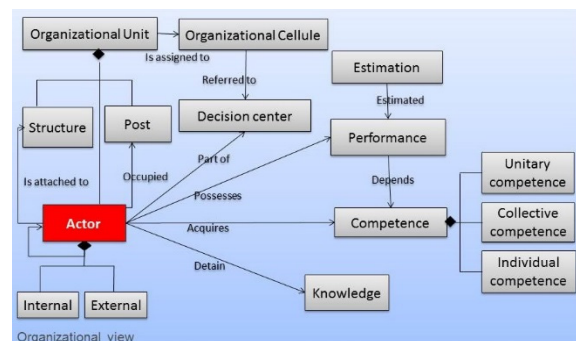 Organizational Unit
Organizational Cellule
Is assigned to
Referred to
Estimation
Estimated
Structure
Post
Decision center
Performance
Is attached to
Occupied
Part of
Possesses
Depends
Unitary
competence
Actor
Acquires
Competence
Collective
competence
Detain
Individual
competence
Internal
External
Knowledge
Organizational view